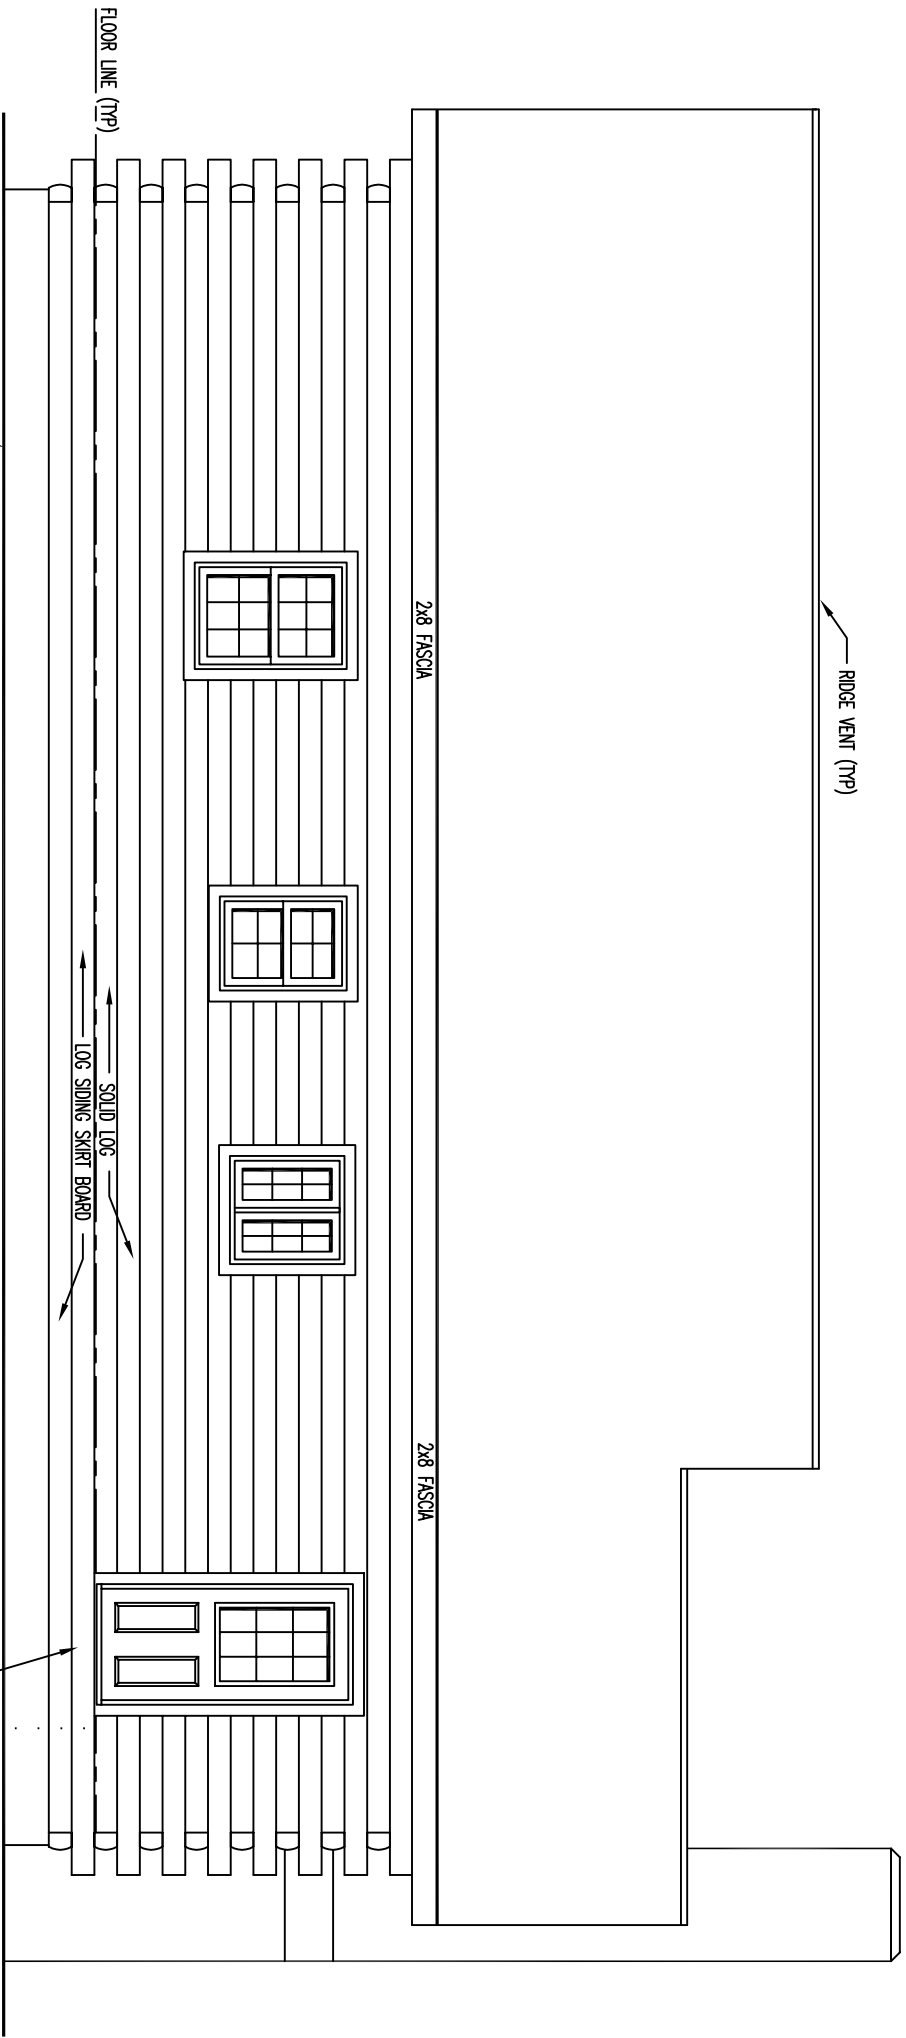 RIDGE VENT (TYP)
2x8 FASCIA
2x8 FASCIA
FLOOR LINE (TYP)
SOLID LOG
LOG SIDING SKIRT BOARD